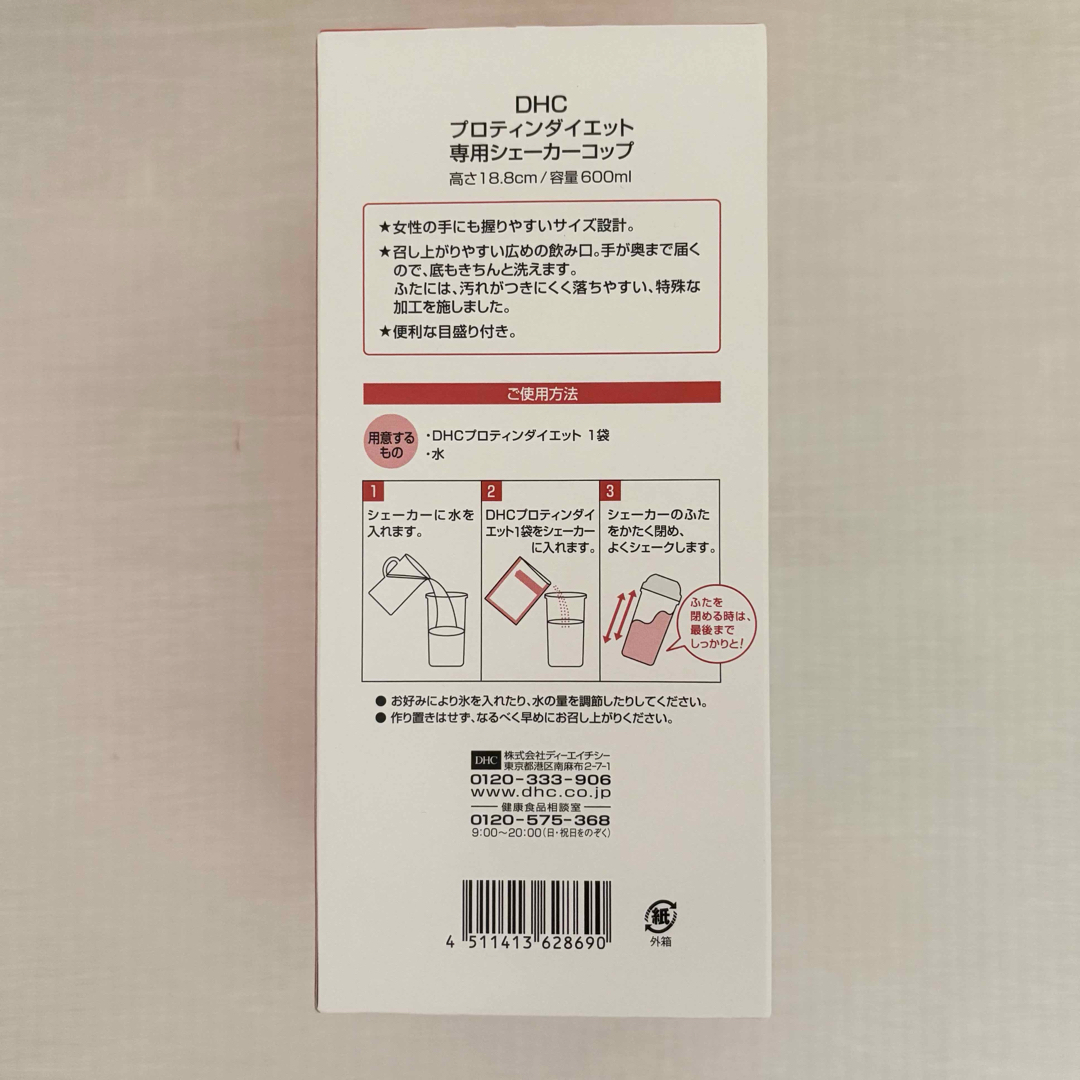 DHC
プロティンダイエット
専用シェーカーコップ
高さ18.8cm/容量600ml
★女性の手にも握りやすいサイズ設計。
★召し上がりやすい広めの飲み口。手が奥まで届く
ので、底もきちんと洗えます。
ふたには、汚れがつきにくく落ちやすい、特殊な
加工を施しました。
★便利な目盛り付き。
ご使用方法
用意する
もの
・DHCプロティンダイエット 1袋
・水
1
シェーカーに水を
入れます。
2
DHCプロティンダイ
エット1袋をシェーカー
に入れます。
3
シェーカーのふた
をかたく閉め、
よくシェークします。
ふたを
閉める時は、
最後まで
しっかりと!
● お好みにより氷を入れたり、水の量を調節したりしてください。
● 作り置きはせず、なるべく早めにお召し上がりください。
DHC 株式会社ディーエイチシー
東京都港区南麻布2-7-1
0120-333-906
www.dhc.co.jp
健康食品相談室
0120-575-368
9:00〜20:00(日・祝日をのぞく)
4 511413 628690
紙
外箱